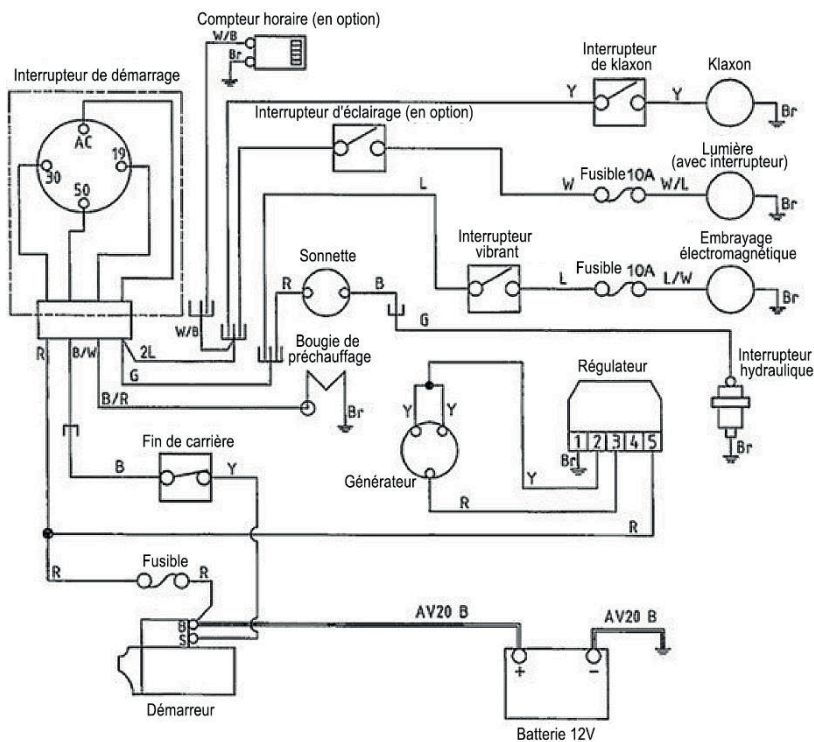 Compteur horaire (en option)
W/B
Br
Interrupteur de démarrage
AC
30
19
50
Interrupteur
de klaxon
Klaxon
Y
Y
Br
Interrupteur d'éclairage (en option)
Lumière
(avec interrupteur)
W
Fusible 10A
W/L
Br
L
Interrupteur
vibrant
L
Fusible 10A
L/W
Embrayage
électromagnétique
Br
Sonnette
R
B
G
W/B
2L
R
B/W
G
B/R
Bougie de
préchauffage
Br
Interrupteur
hydraulique
Br
Régulateur
1 2 3 4 5
Br
Y
Y
Générateur
Y
R
R
Fin de carrière
B
Y
Fusible
R
R
B
S
Démarreur
AV20 B
AV20 B
+
−
Batterie 12V